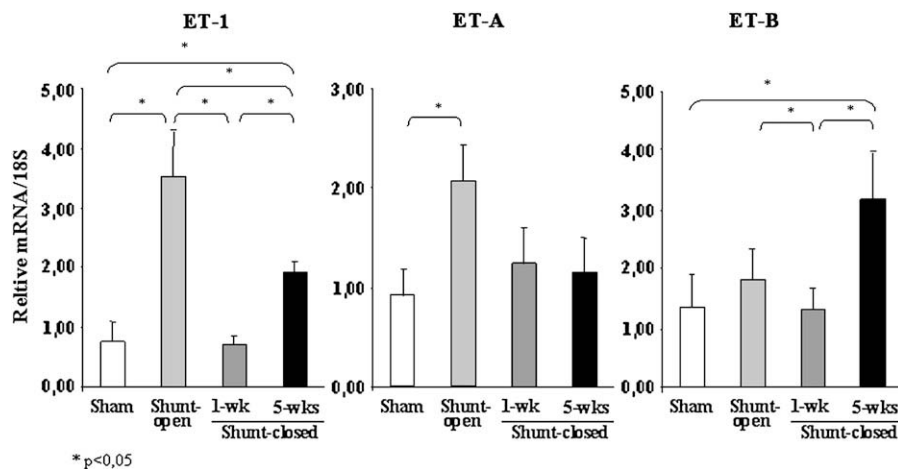 ET-1
ET-A
ET-B
Reltive mRNA/18S
*
*
*
*
*
5,00
4,00
3,00
2,00
1,00
0,00
Sham
Shunt-
open
1-wk
5-wks
Shunt-closed
*
3,00
2,00
1,00
0,00
Sham
Shunt-
open
1-wk
5-wks
Shunt-closed
*
*
*
5,00
4,00
3,00
2,00
1,00
0,00
Sham
Shunt-
open
1-wk
5-wks
Shunt-closed
* p<0,05